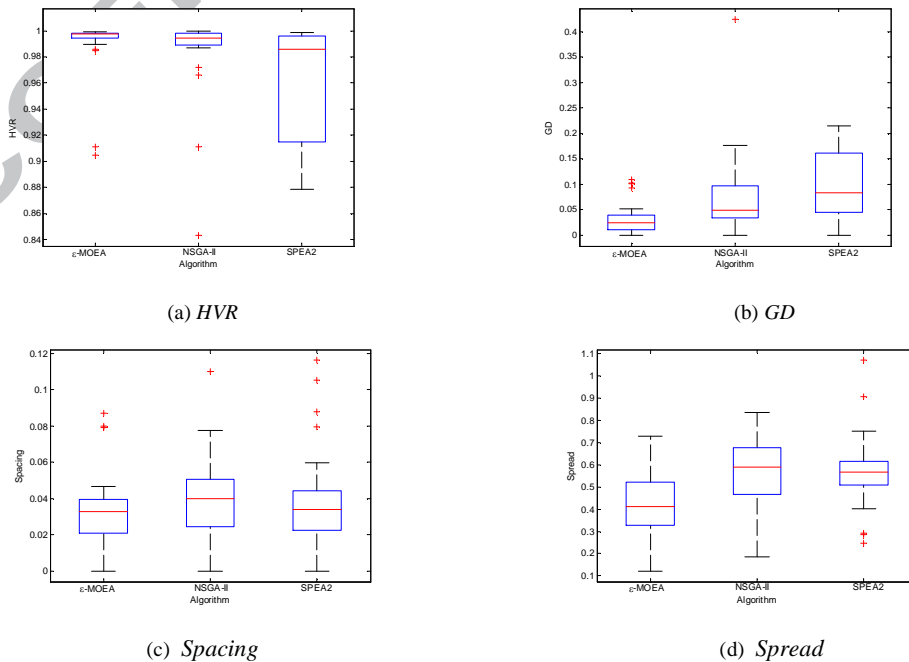 1
0.98
0.96
0.94
0.92
0.9
0.88
0.86
0.84
HVR
ε-MOEA NSGA-II SPEA2
Algorithm
(a) HVR
0.4
0.3
0.2
0.15
0.1
0.05
0
GD
ε-MOEA NSGA-II SPEA2
Algorithm
(b) GD
0.12
0.1
0.08
0.06
0.04
0.02
0
Spacing
ε-MOEA NSGA-II SPEA2
Algorithm
(c) Spacing
1.1
1
0.9
0.8
0.7
0.6
0.5
0.4
0.3
0.2
0.1
Spread
ε-MOEA NSGA-II SPEA2
Algorithm
(d) Spread